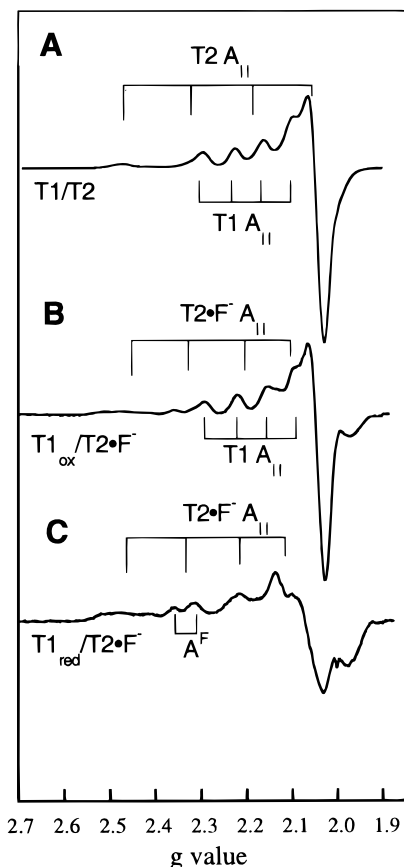 A
T2 A||
T1/T2
T1 A||
B
T2•F- A||
T1ox/T2•F-
T1 A||
C
T2•F- A||
T1red/T2•F-
AF
2.7 2.6 2.5 2.4 2.3 2.2 2.1 2.0 1.9
g value